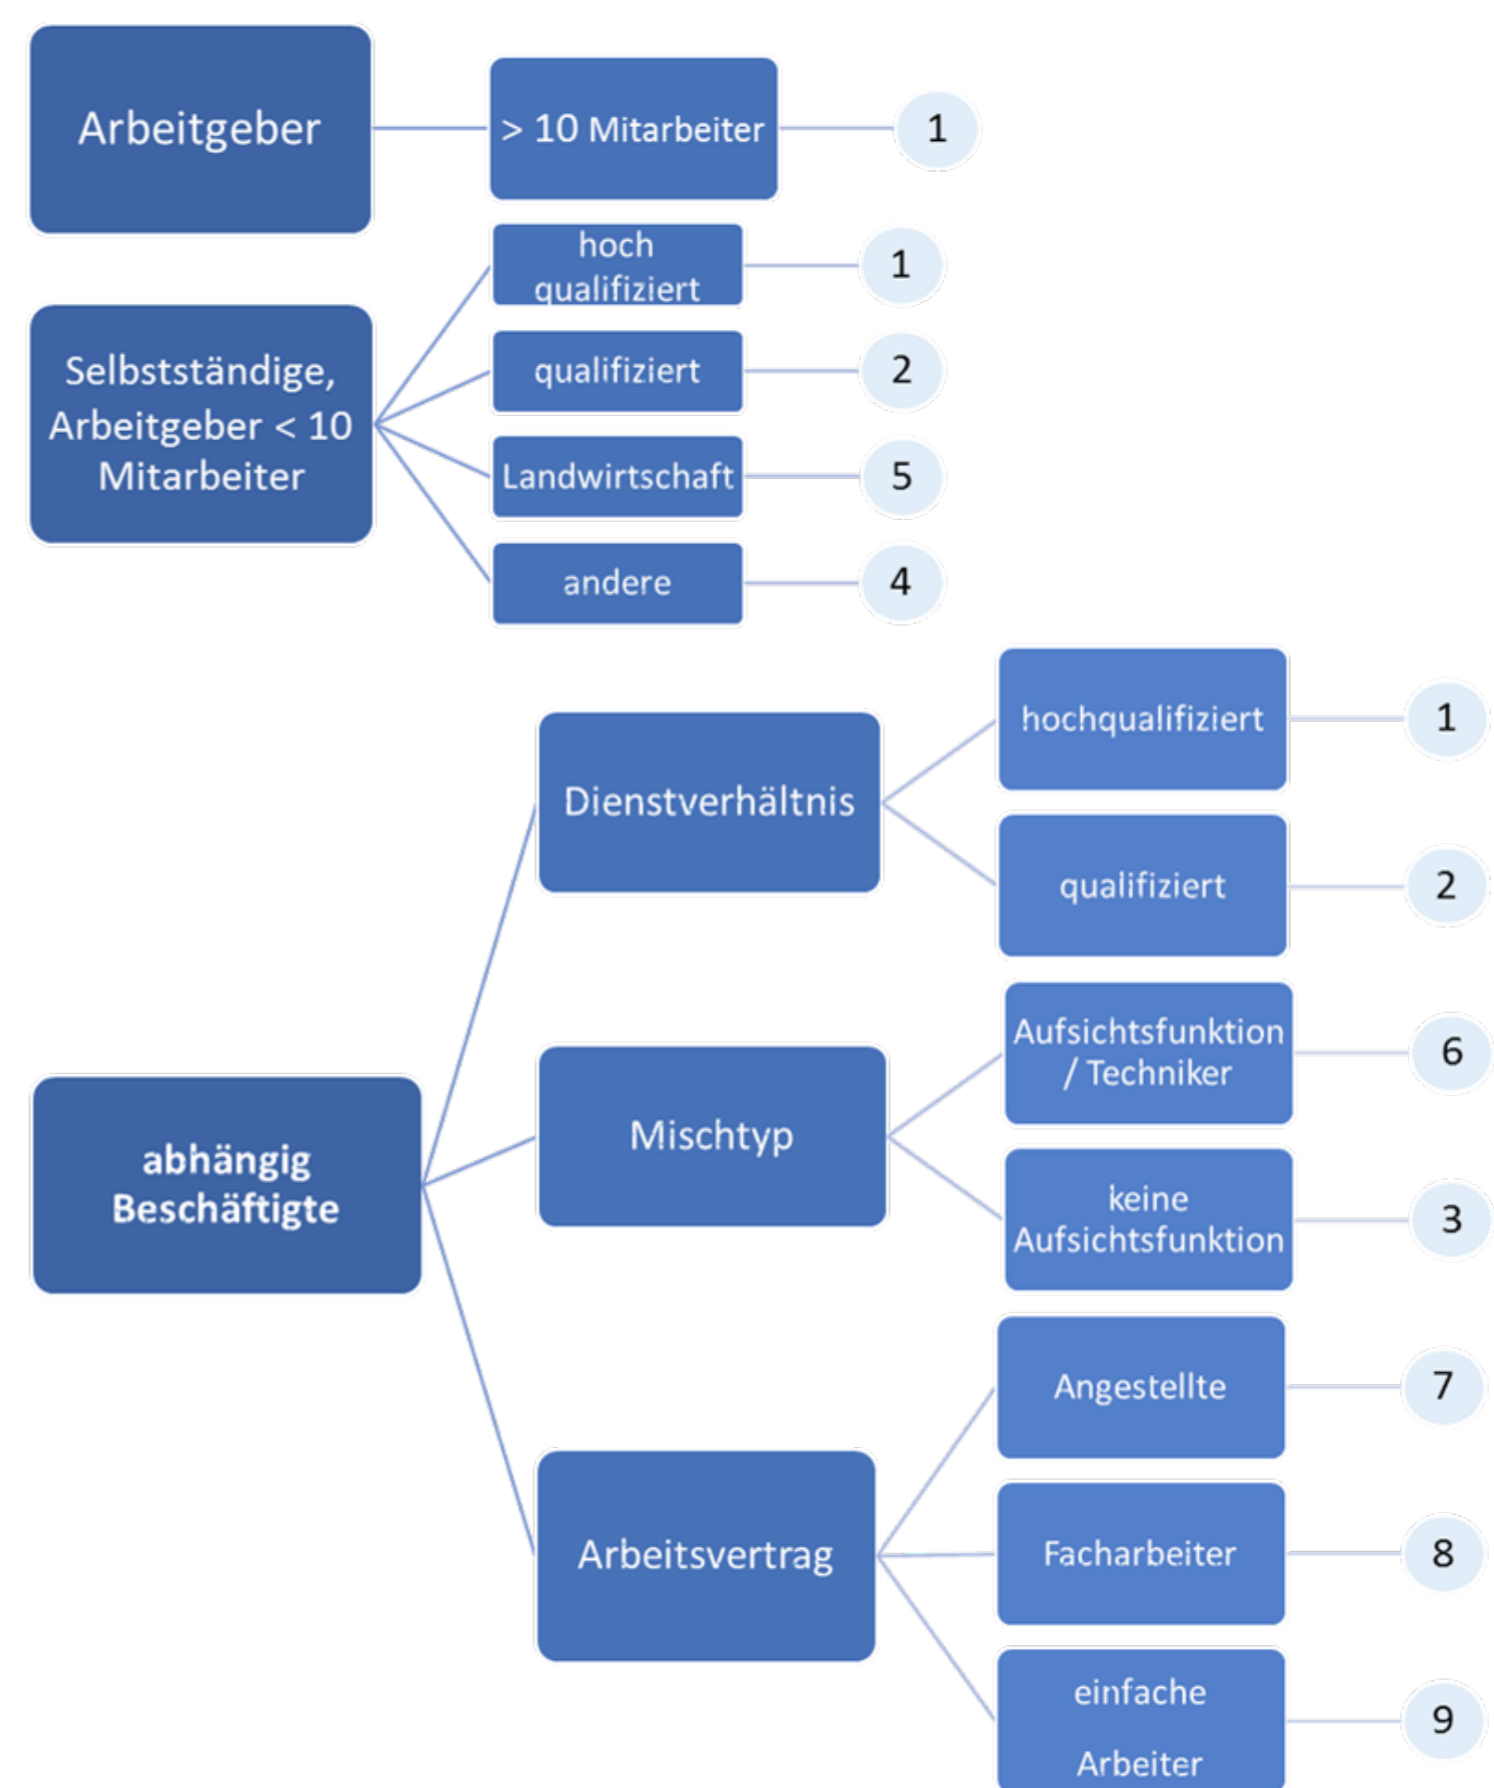 Arbeitgeber
> 10 Mitarbeiter
1
Selbstständige,
Arbeitgeber < 10
Mitarbeiter
hoch
qualifiziert
1
qualifiziert
2
Landwirtschaft
5
andere
4
abhängig
Beschäftigte
Dienstverhältnis
hochqualifiziert
1
qualifiziert
2
Mischtyp
Aufsichtsfunktion
/ Techniker
6
keine
Aufsichtsfunktion
3
Arbeitsvertrag
Angestellte
7
Facharbeiter
8
einfache
Arbeiter
9